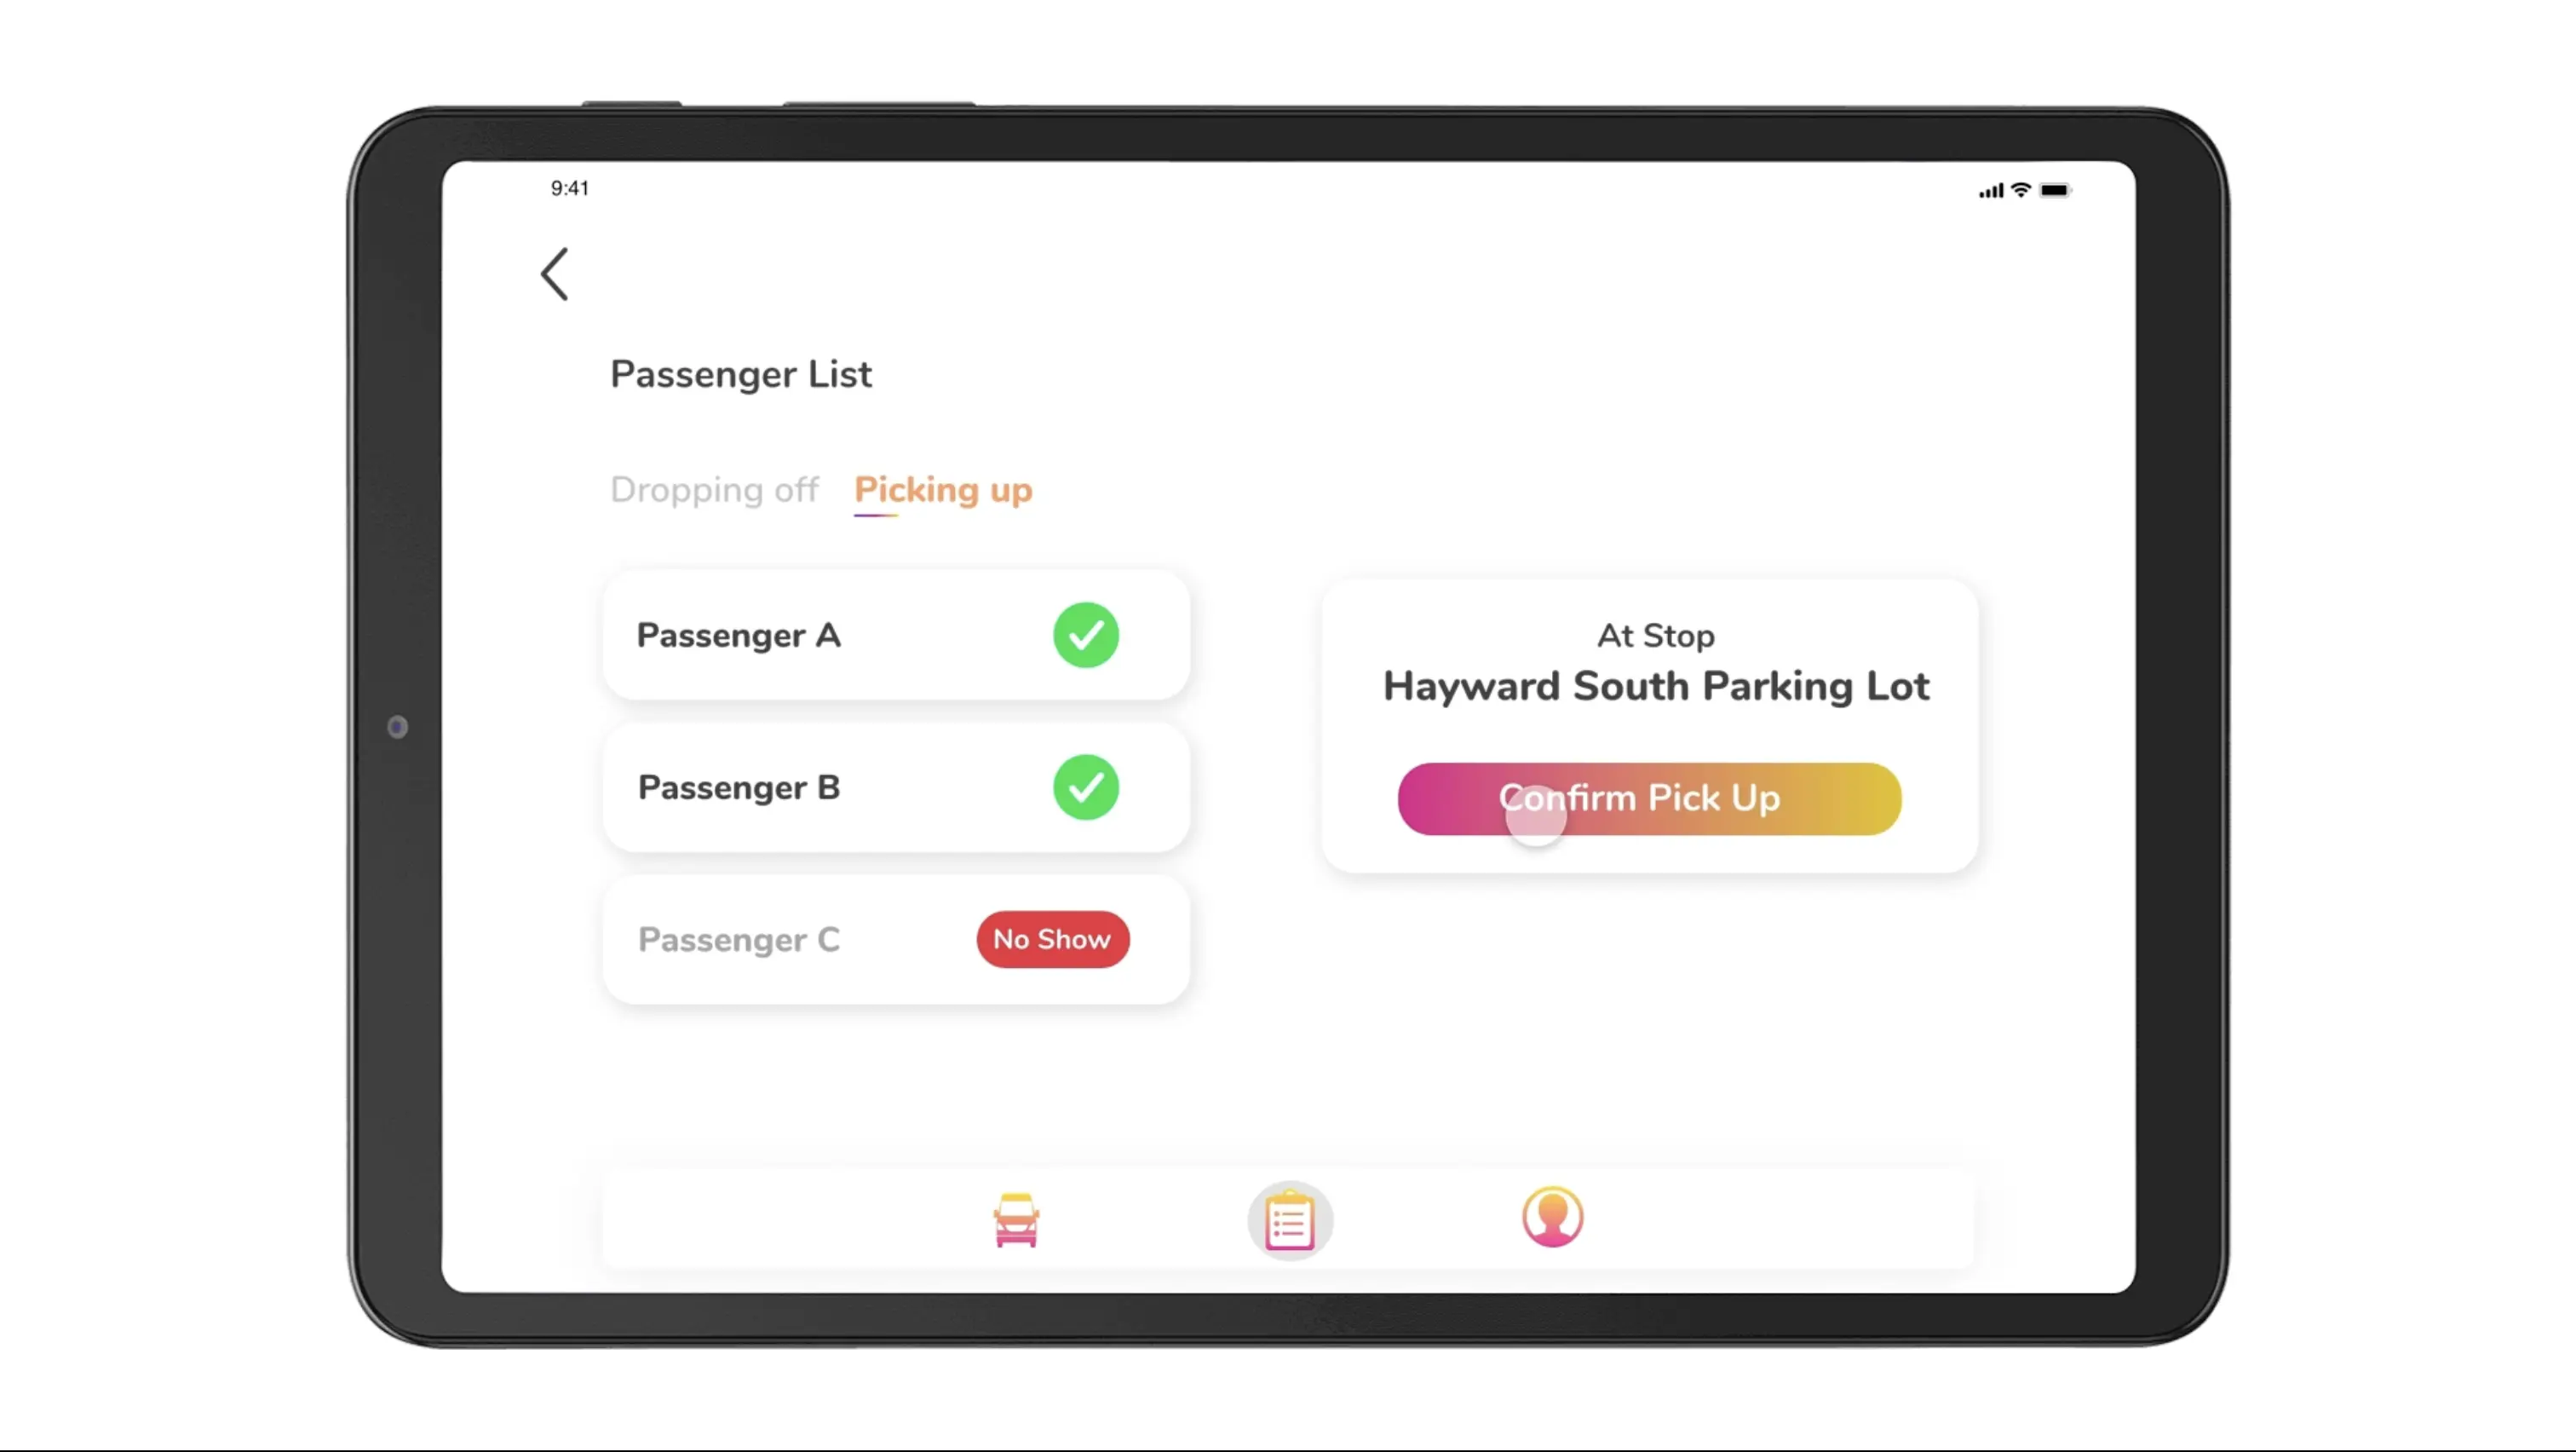 9:41
Passenger List
Dropping off Picking up
Passenger A
Passenger B
Passenger C No Show
At Stop
Hayward South Parking Lot
Confirm Pick Up